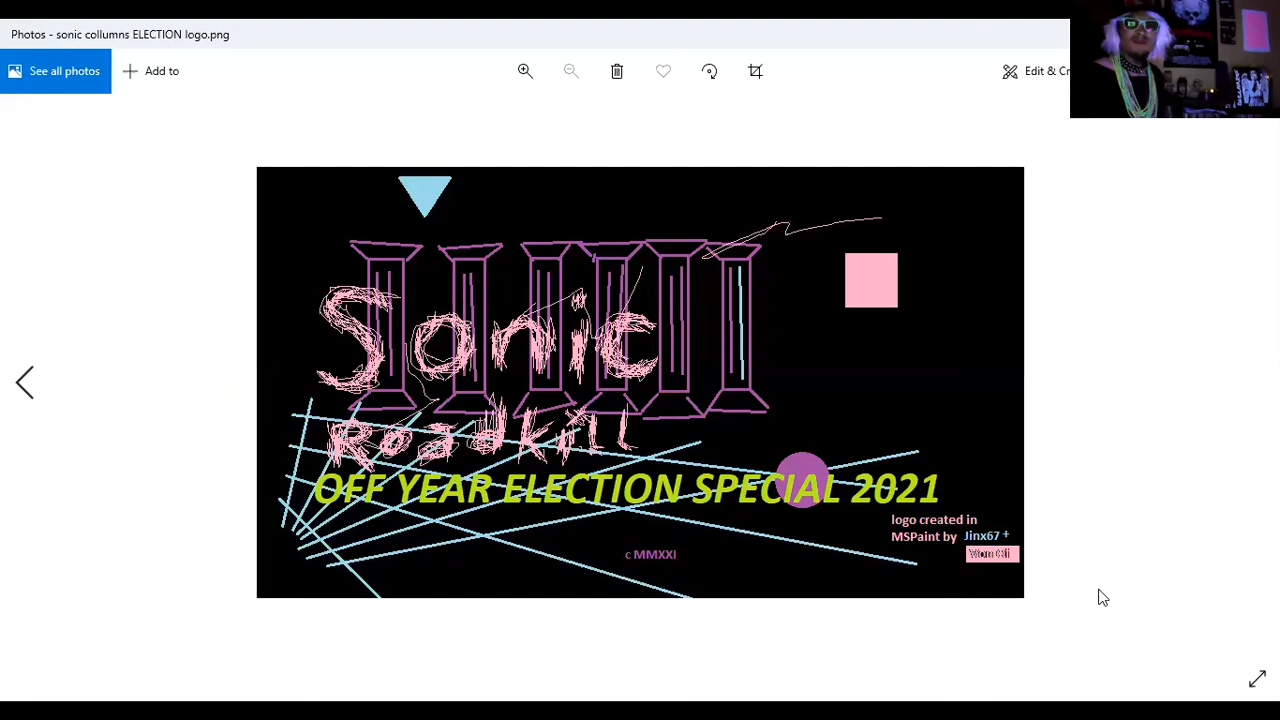 Photos - sonic collumns ELECTION logo.png
See all photos
Add to
Edit & Cr
Sonic
Roadkill
OFF YEAR ELECTION SPECIAL 2021
logo created in
MSPaint by Jinx67 +
c MMXXI